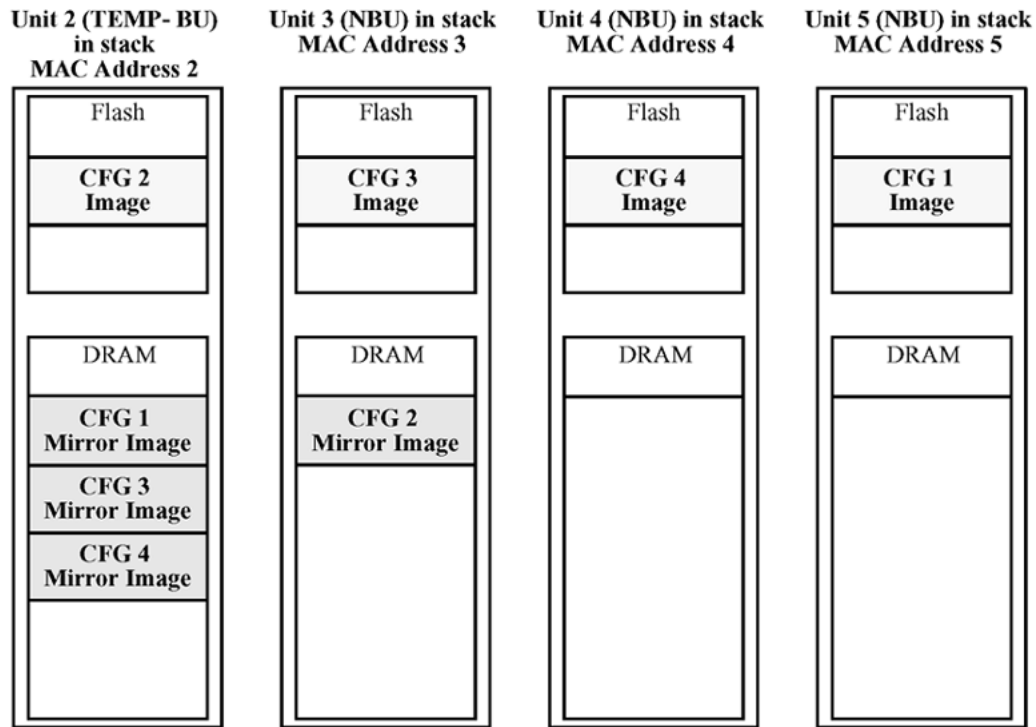 Unit 2 (TEMP- BU)
in stack
MAC Address 2
Flash
CFG 2
Image
DRAM
CFG 1
Mirror Image
CFG 3
Mirror Image
CFG 4
Mirror Image
Unit 3 (NBU) in stack
MAC Address 3
Flash
CFG 3
Image
DRAM
CFG 2
Mirror Image
Unit 4 (NBU) in stack
MAC Address 4
Flash
CFG 4
Image
DRAM
Unit 5 (NBU) in stack
MAC Address 5
Flash
CFG 1
Image
DRAM